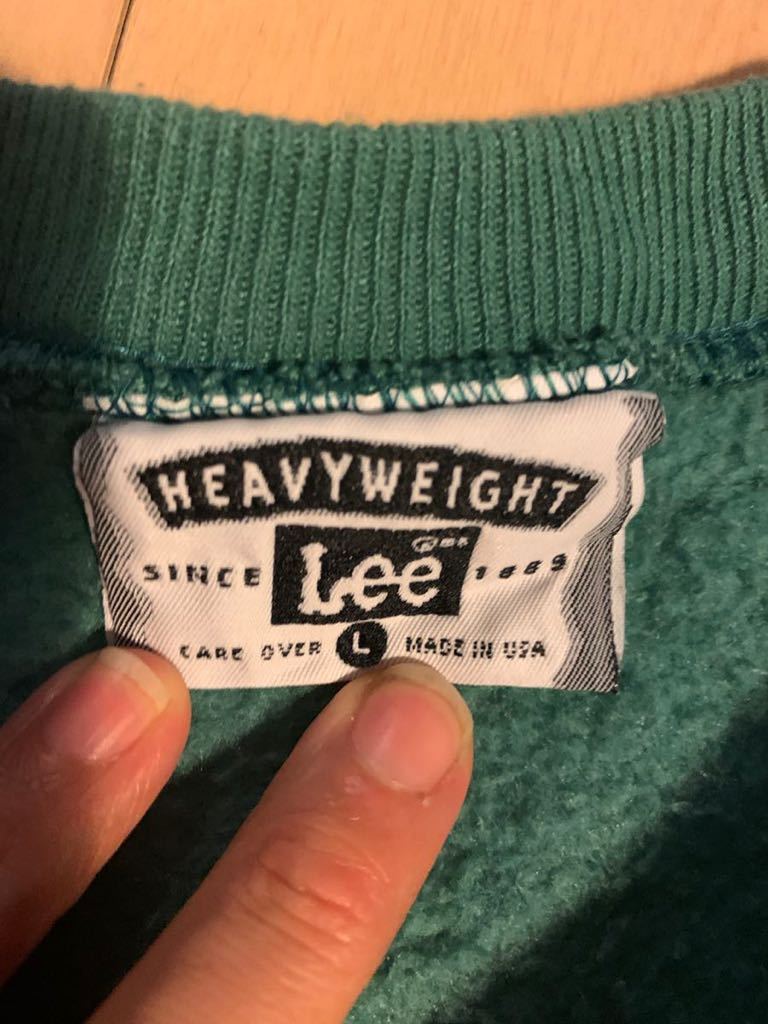 HEAVYWEIGHT
SINCE Lee 1889
CARE OVER L MADE IN USA